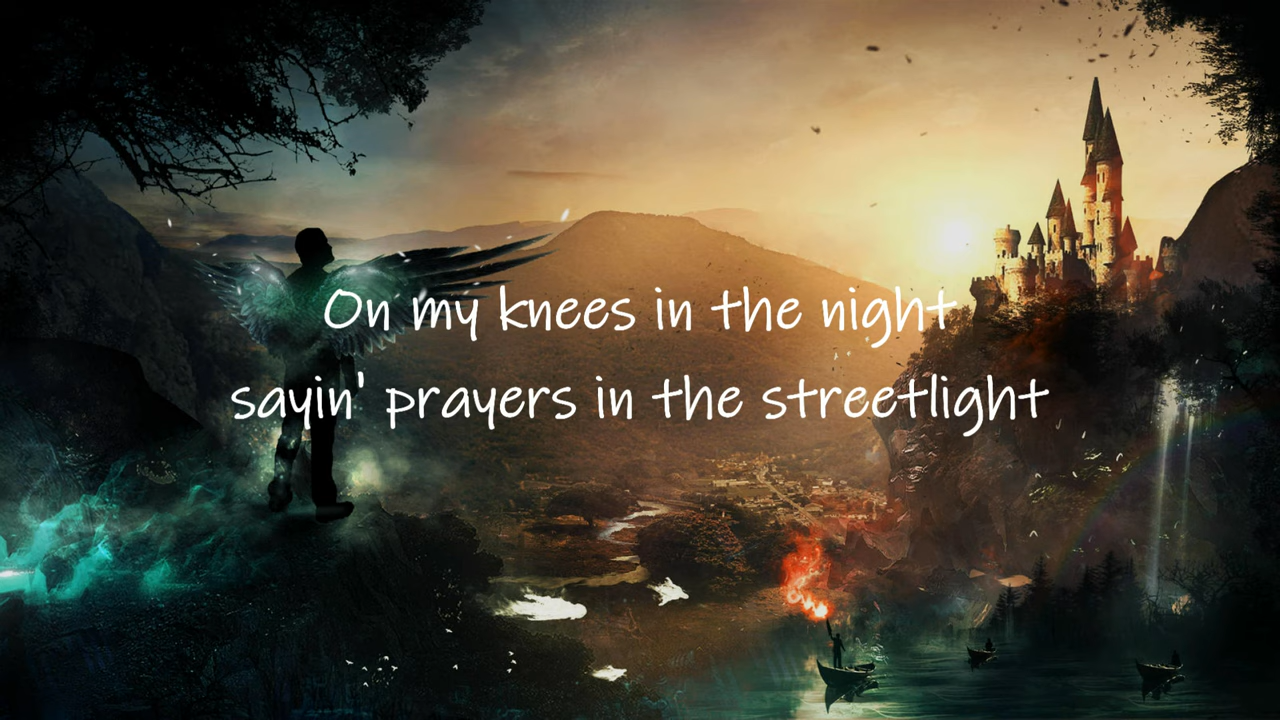 On my knees in the night
sayin' prayers in the streetlight